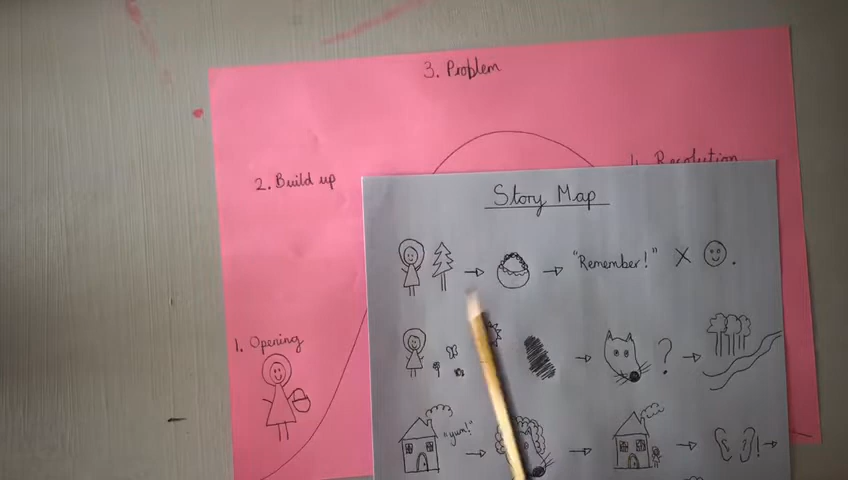 3. Problem
4. Resolution
2. Build up
Story Map
"Remember!" X
?
1. Opening
"yum!"
!